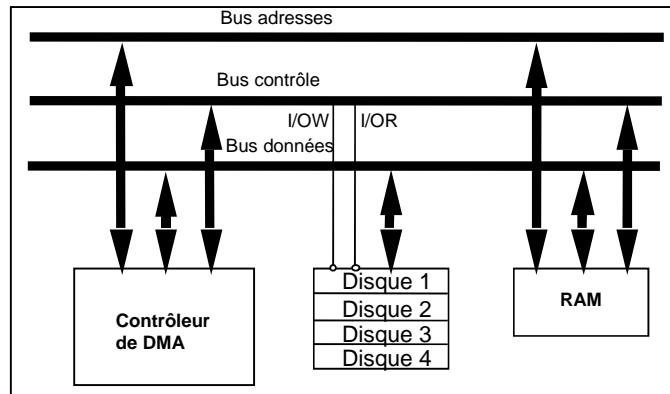 Bus adresses
Bus contrôle
I/OW
I/OR
Bus données
Disque 1
Disque 2
Disque 3
Disque 4
Contrôleur
de DMA
RAM